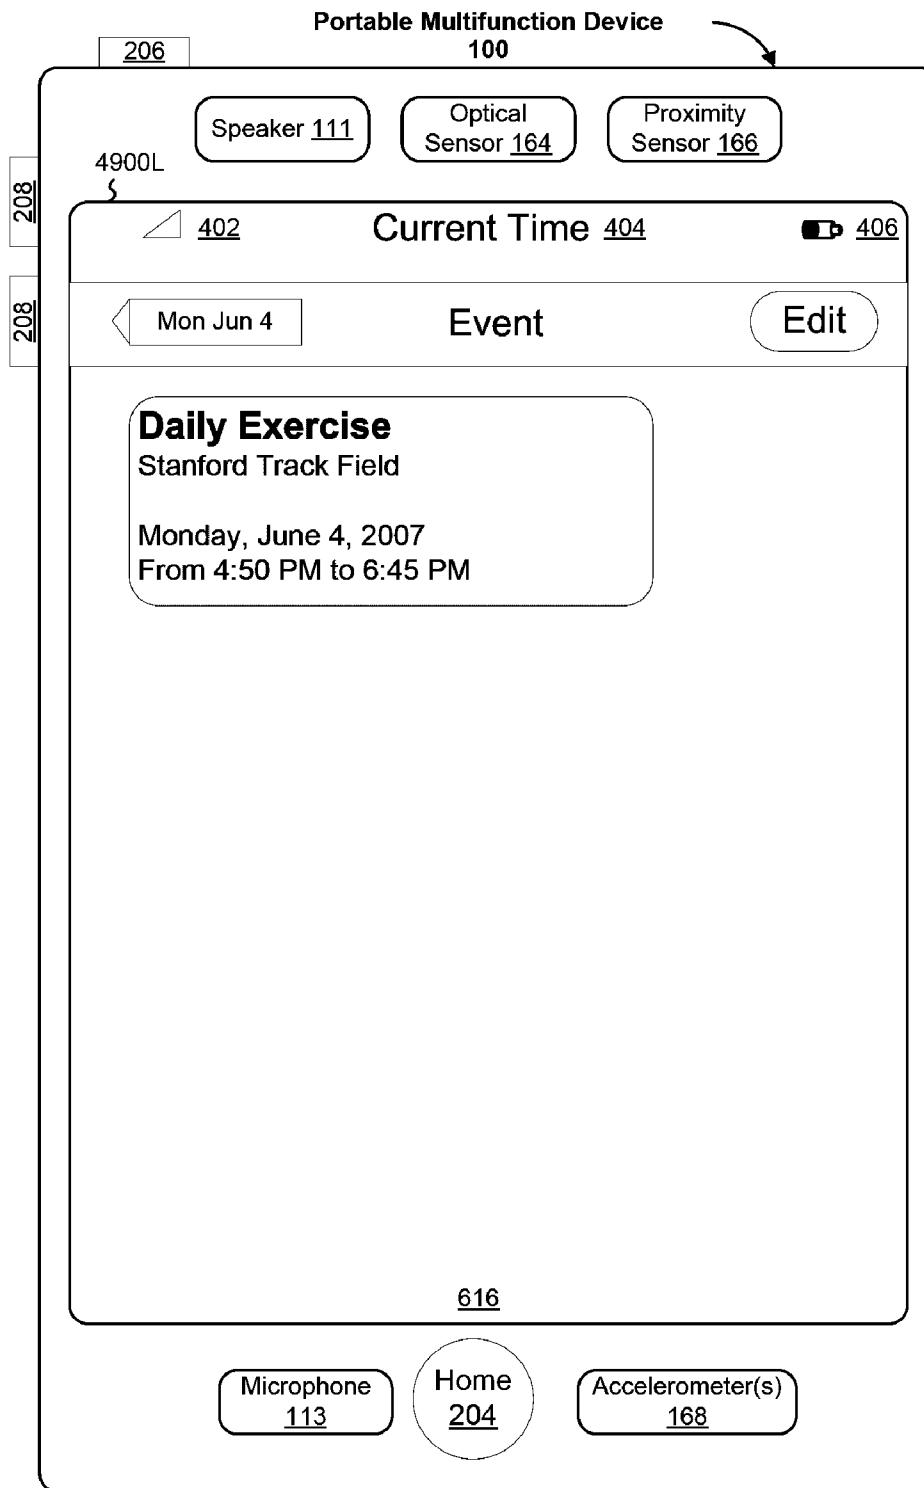 Portable Multifunction Device
100
206
Speaker 111
Optical
Sensor 164
Proximity
Sensor 166
4900L
208
208
402
Current Time 404
406
Mon Jun 4
Event
Edit
Daily Exercise
Stanford Track Field
Monday, June 4, 2007
From 4:50 PM to 6:45 PM
616
Microphone
113
Home
204
Accelerometer(s)
168